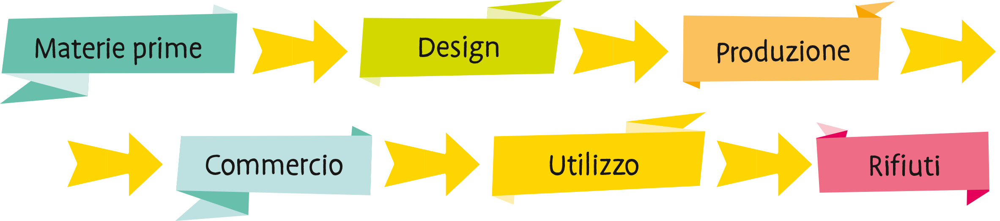 Materie prime
Design
Produzione
Commercio
Utilizzo
Rifiuti